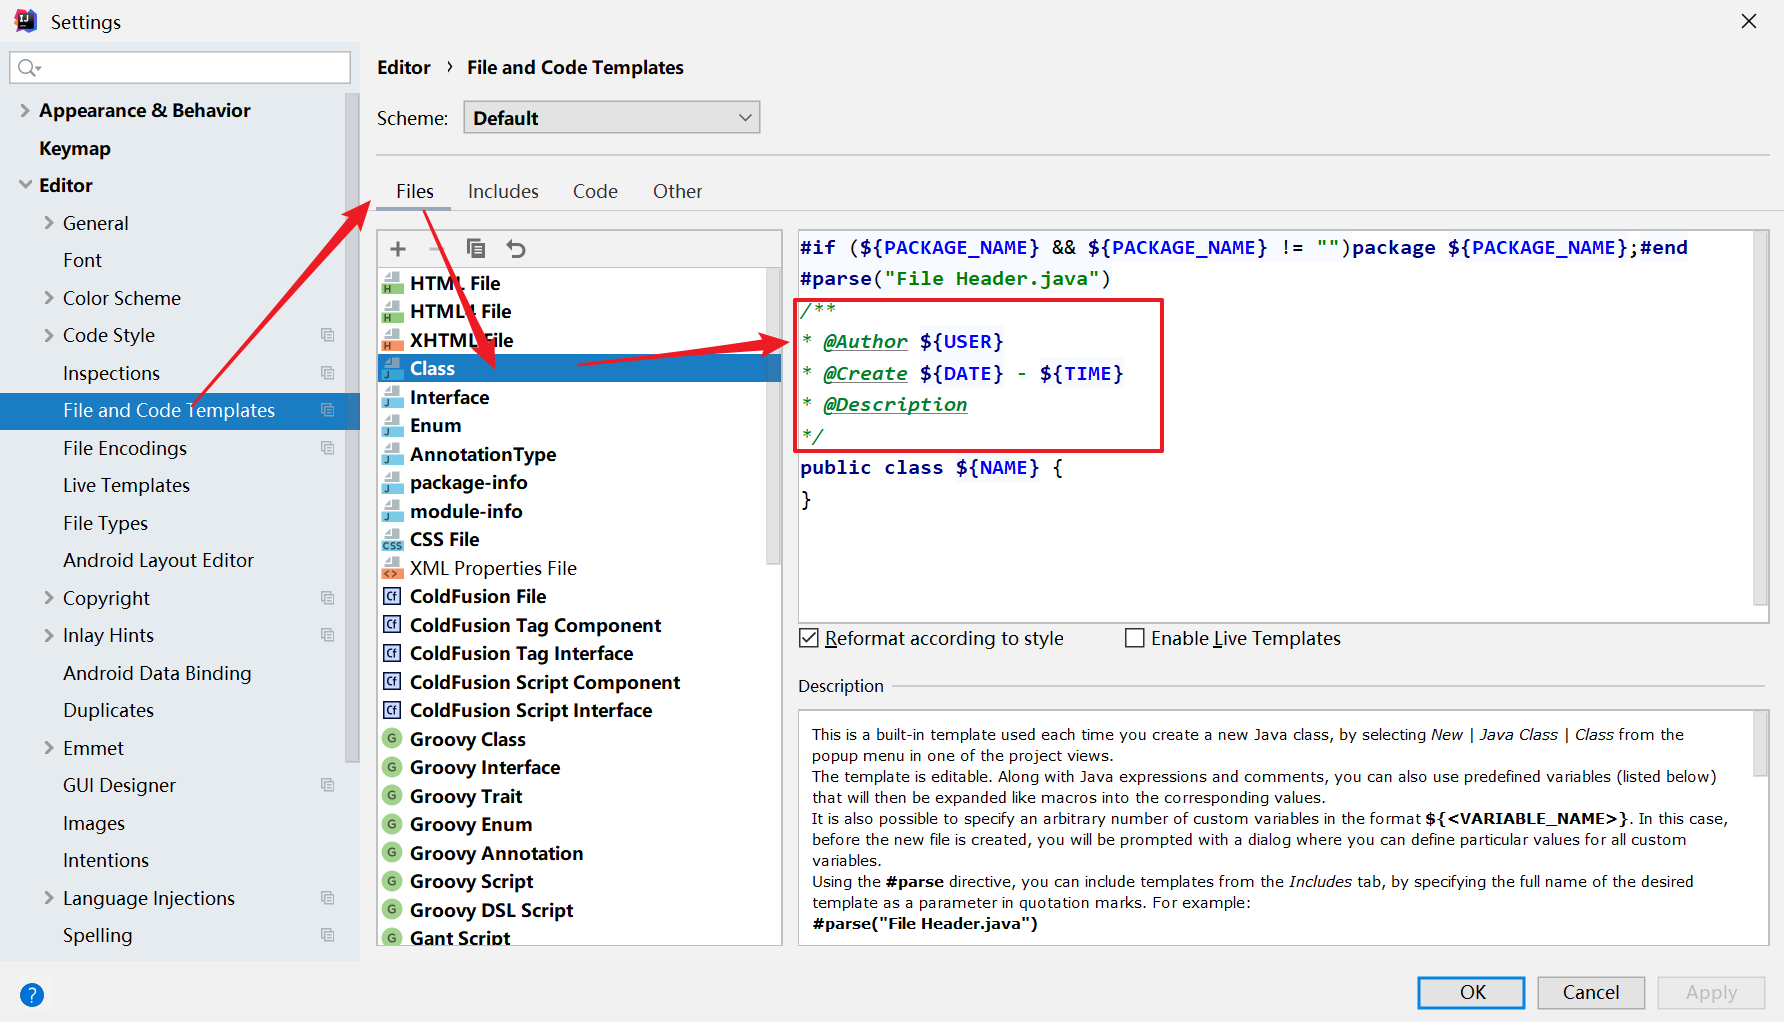 Settings
Appearance & Behavior
Keymap
Editor
General
Font
Color Scheme
Code Style
Inspections
File and Code Templates
File Encodings
Live Templates
File Types
Android Layout Editor
Copyright
Inlay Hints
Android Data Binding
Duplicates
Emmet
GUI Designer
Images
Intentions
Language Injections
Spelling
Editor › File and Code Templates
Scheme: Default
Files Includes Code Other
HTML File
HTML4 File
XHTML File
Class
Interface
Enum
AnnotationType
package-info
module-info
CSS File
XML Properties File
ColdFusion File
ColdFusion Tag Component
ColdFusion Tag Interface
ColdFusion Script Component
ColdFusion Script Interface
Groovy Class
Groovy Interface
Groovy Trait
Groovy Enum
Groovy Annotation
Groovy Script
Groovy DSL Script
Gant Script
#if (${PACKAGE_NAME} && ${PACKAGE_NAME} != "")package ${PACKAGE_NAME};#end
#parse("File Header.java")
/**
* @Author ${USER}
* @Create ${DATE} - ${TIME}
* @Description
*/
public class ${NAME} {
}
Reformat according to style Enable Live Templates
Description
This is a built-in template used each time you create a new Java class, by selecting New | Java Class | Class from the
popup menu in one of the project views.
The template is editable. Along with Java expressions and comments, you can also use predefined variables (listed below)
that will then be expanded like macros into the corresponding values.
It is also possible to specify an arbitrary number of custom variables in the format ${<VARIABLE_NAME>}. In this case,
before the new file is created, you will be prompted with a dialog where you can define particular values for all custom
variables.
Using the #parse directive, you can include templates from the Includes tab, by specifying the full name of the desired
template as a parameter in quotation marks. For example:
#parse("File Header.java")
? OK Cancel Apply